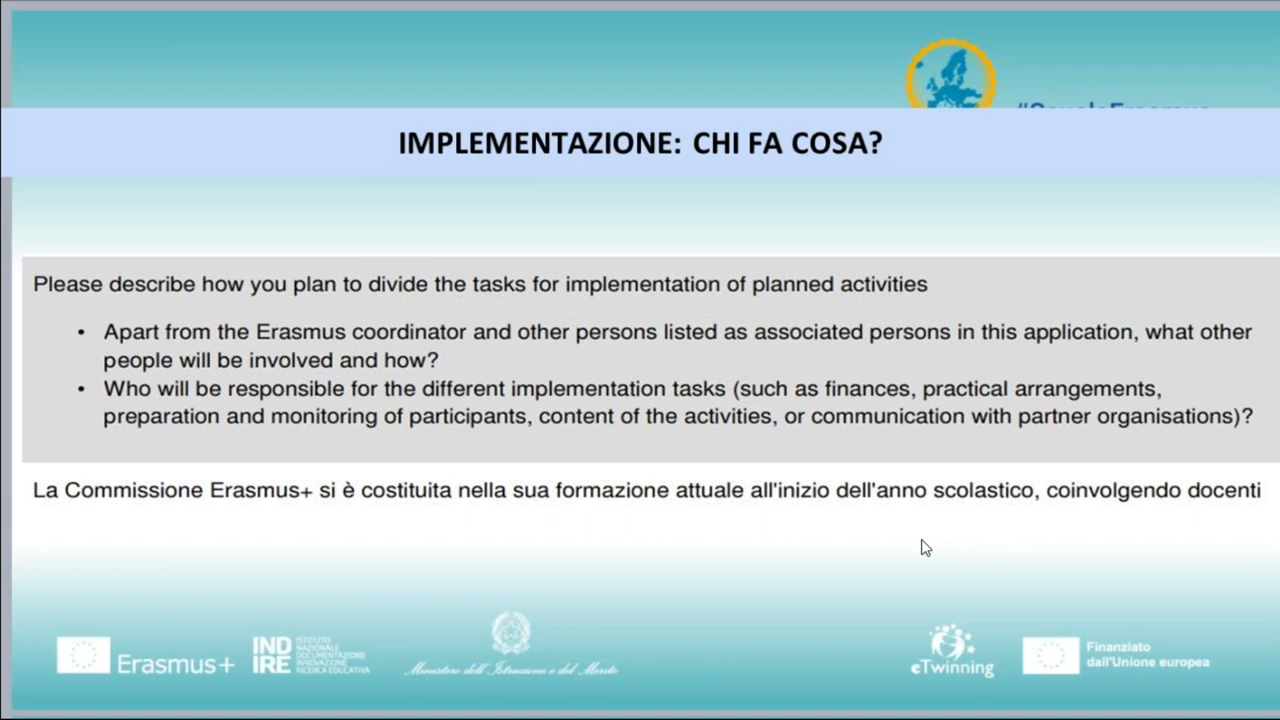 IMPLEMENTAZIONE: CHI FA COSA?
Please describe how you plan to divide the tasks for implementation of planned activities
• Apart from the Erasmus coordinator and other persons listed as associated persons in this application, what other
people will be involved and how?
• Who will be responsible for the different implementation tasks (such as finances, practical arrangements,
preparation and monitoring of participants, content of the activities, or communication with partner organisations)?
La Commissione Erasmus+ si è costituita nella sua formazione attuale all'inizio dell'anno scolastico, coinvolgendo docenti
Erasmus+
IND
IRE
ISTITUTO
NAZIONALE
DOCUMENTAZIONE
INNOVAZIONE
RICERCA EDUCATIVA
Ministero dell'Istruzione e del Merito
eTwinning
Finanziato
dall'Unione europea